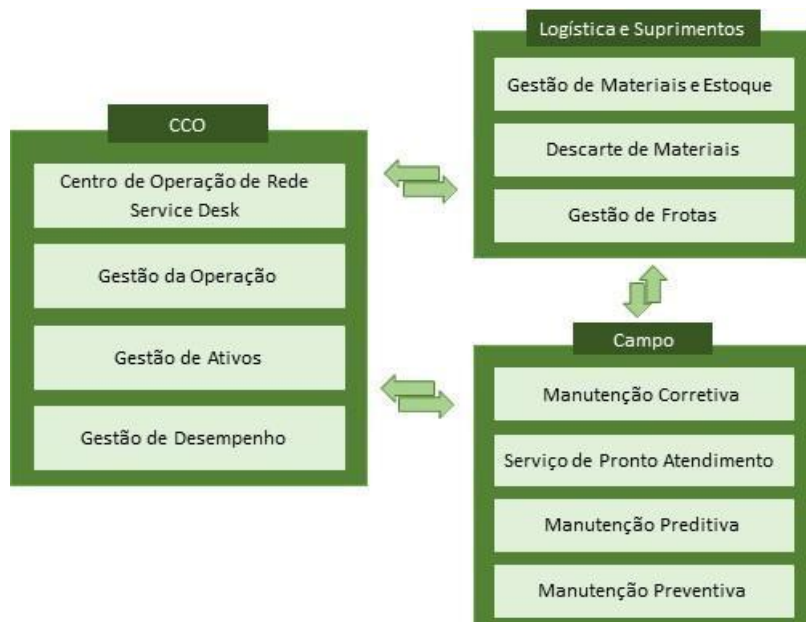 CCO
Centro de Operação de Rede
Service Desk
Gestão da Operação
Gestão de Ativos
Gestão de Desempenho
Logística e Suprimentos
Gestão de Materiais e Estoque
Descarte de Materiais
Gestão de Frotas
Campo
Manutenção Corretiva
Serviço de Pronto Atendimento
Manutenção Preditiva
Manutenção Preventiva